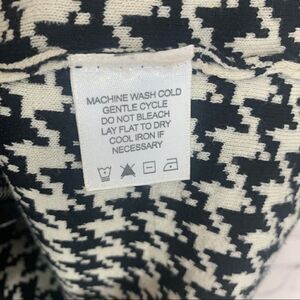 MACHINE WASH COLD
GENTLE CYCLE
DO NOT BLEACH
LAY FLAT TO DRY
COOL IRON IF
NECESSARY